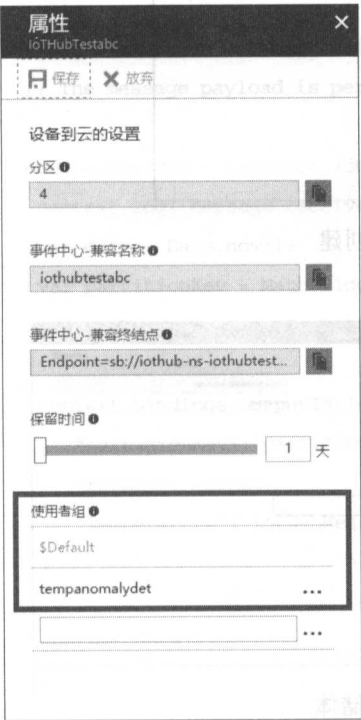 属性
IoTHubTestabc
保存 放弃
设备到云的设置
分区
4
事件中心-兼容名称
iothubtestabc
事件中心-兼容终结点
Endpoint=sb://iothub-ns-iothubtest...
保留时间
1 天
使用者组
$Default
tempanomalydet ...
...